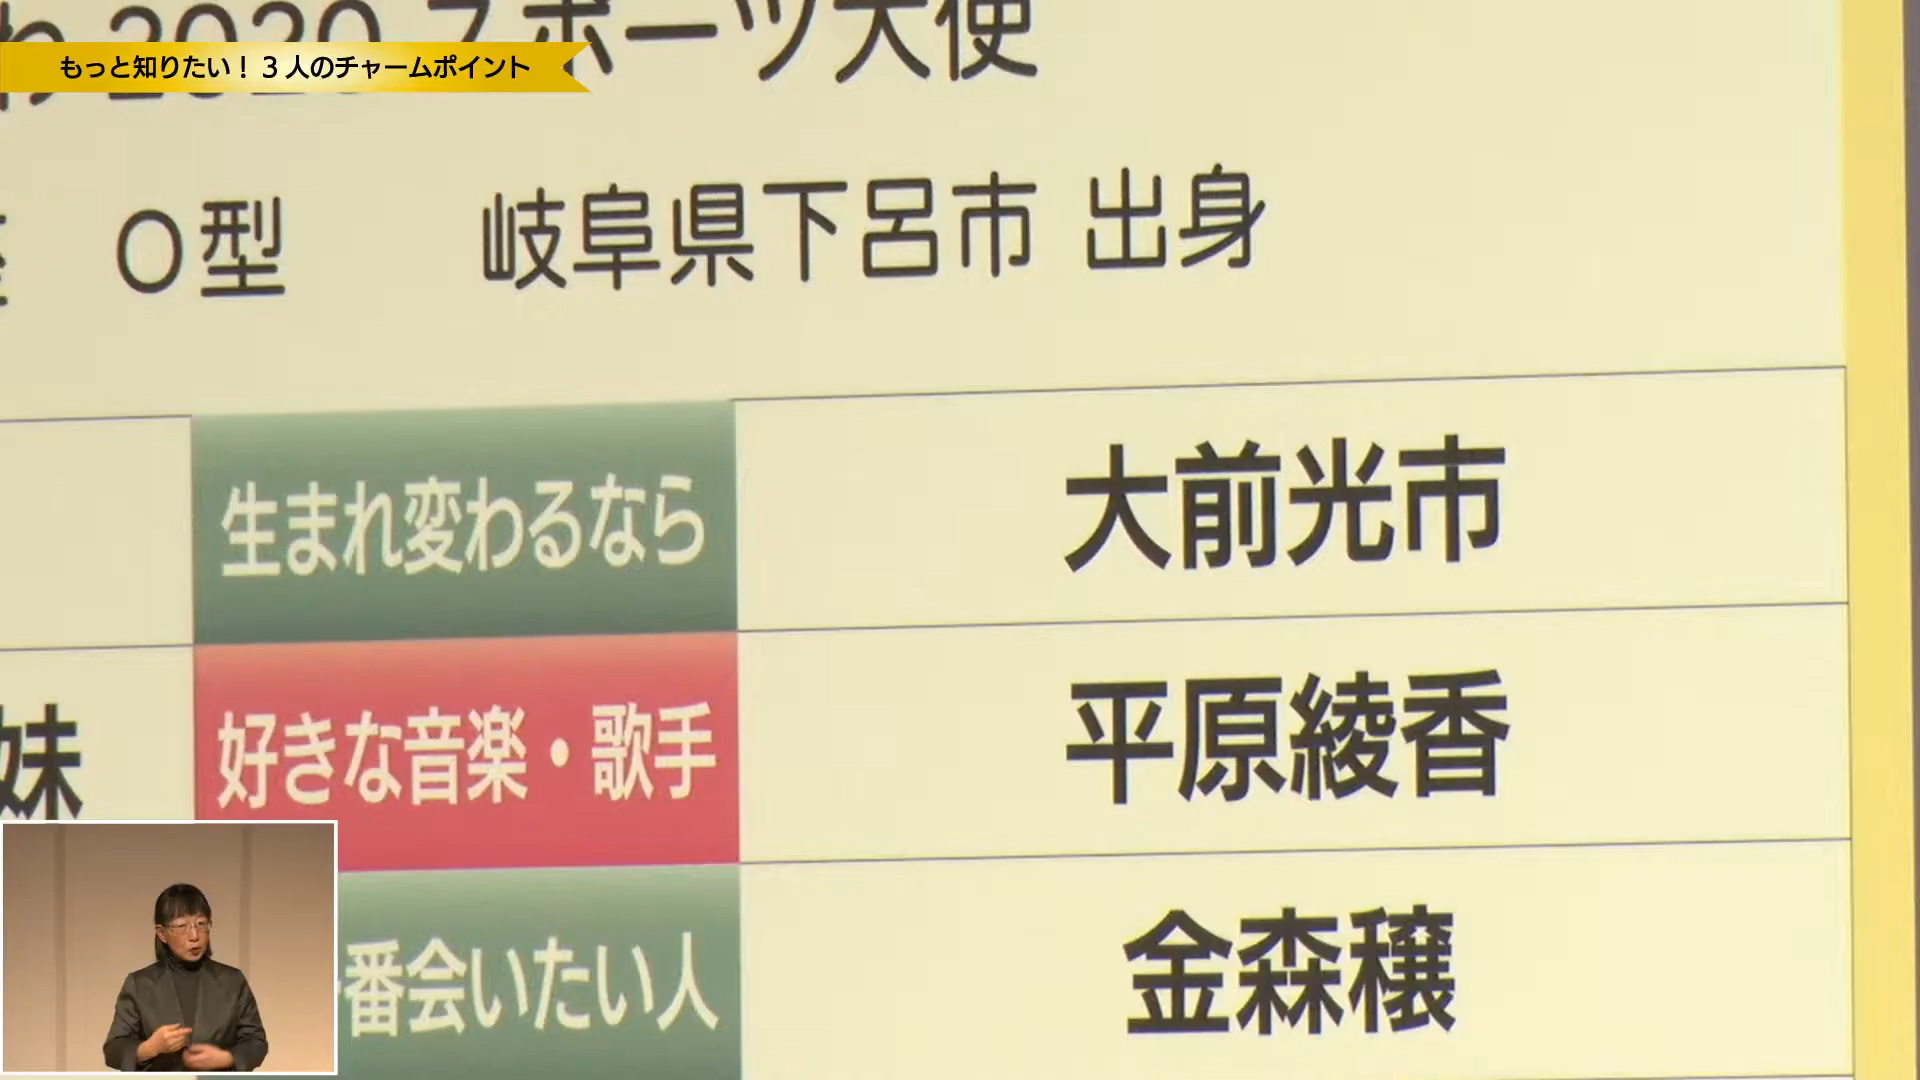 2020 スポーツ大使
もっと知りたい！３人のチャームポイント
O型 岐阜県下呂市 出身
生まれ変わるなら 大前光市
妹 好きな音楽・歌手 平原綾香
番会いたい人 金森穣